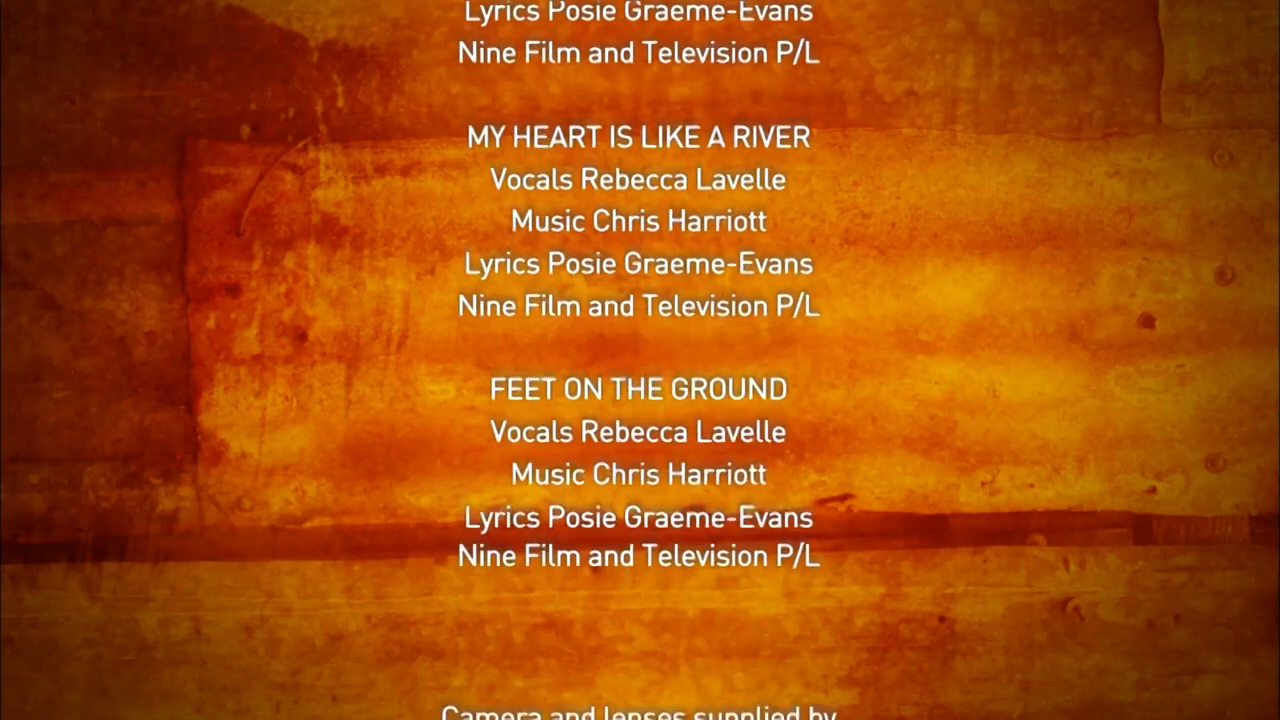 Lyrics Posie Graeme-Evans
Nine Film and Television P/L
MY HEART IS LIKE A RIVER
Vocals Rebecca Lavelle
Music Chris Harriott
Lyrics Posie Graeme-Evans
Nine Film and Television P/L
FEET ON THE GROUND
Vocals Rebecca Lavelle
Music Chris Harriott
Lyrics Posie Graeme-Evans
Nine Film and Television P/L
Camera and lenses supplied by